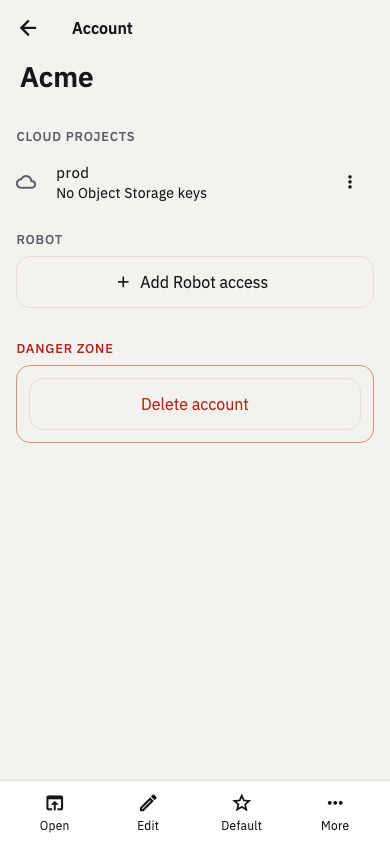 Account
Acme
CLOUD PROJECTS
prod
No Object Storage keys
ROBOT
+ Add Robot access
DANGER ZONE
Delete account
Open
Edit
Default
More